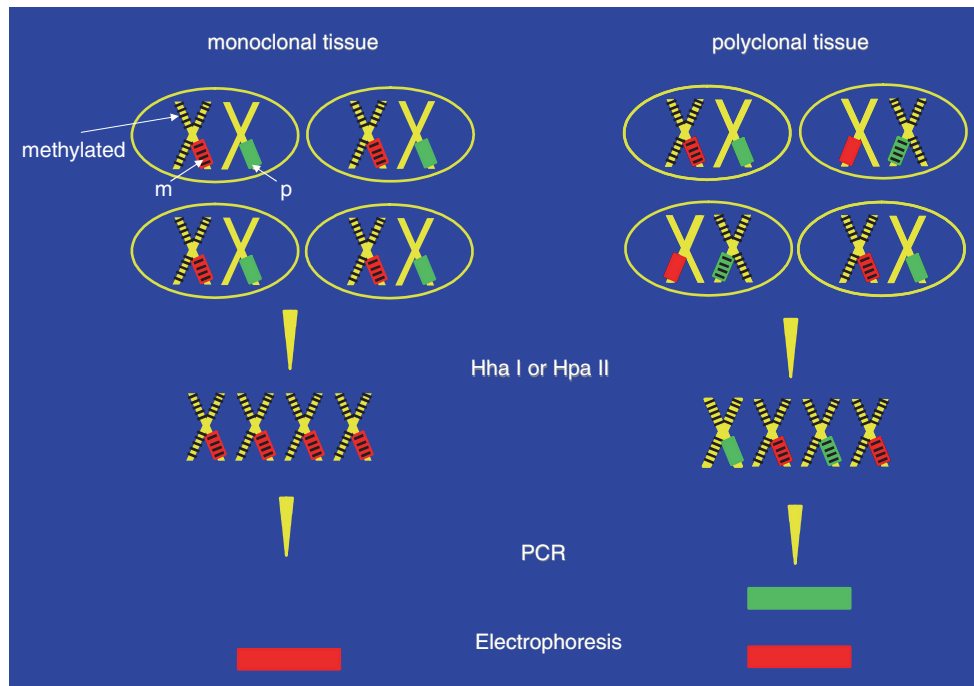 monoclonal tissue
polyclonal tissue
methylated
m
p
Hha I or Hpa II
PCR
Electrophoresis